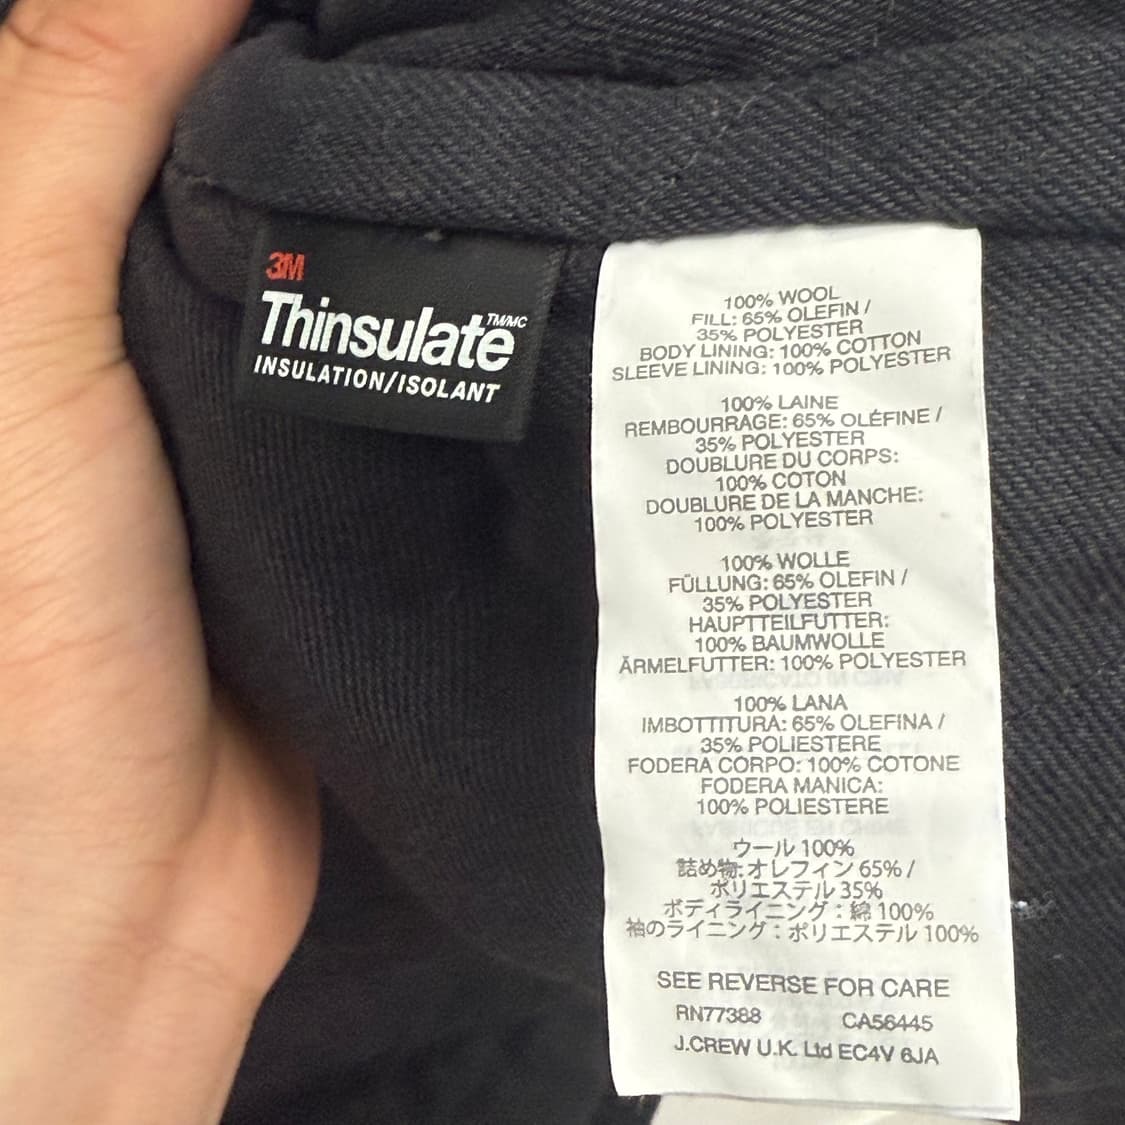 3M
Thinsulate TM/MC
INSULATION/ISOLANT
100% WOOL
FILL: 65% OLEFIN /
35% POLYESTER
BODY LINING: 100% COTTON
SLEEVE LINING: 100% POLYESTER
100% LAINE
REMBOURRAGE: 65% OLÉFINE /
35% POLYESTER
DOUBLURE DU CORPS:
100% COTON
DOUBLURE DE LA MANCHE:
100% POLYESTER
100% WOLLE
FÜLLUNG: 65% OLEFIN /
35% POLYESTER
HAUPTTEILFUTTER:
100% BAUMWOLLE
ÄRMELFUTTER: 100% POLYESTER
100% LANA
IMBOTTITURA: 65% OLEFINA /
35% POLIESTERE
FODERA CORPO: 100% COTONE
FODERA MANICA:
100% POLIESTERE
ウール 100%
詰め物: オレフィン 65% /
ポリエステル 35%
ボディライニング : 綿 100%
袖のライニング : ポリエステル 100%
SEE REVERSE FOR CARE
RN77388 CA56445
J.CREW U.K. Ltd EC4V 6JA